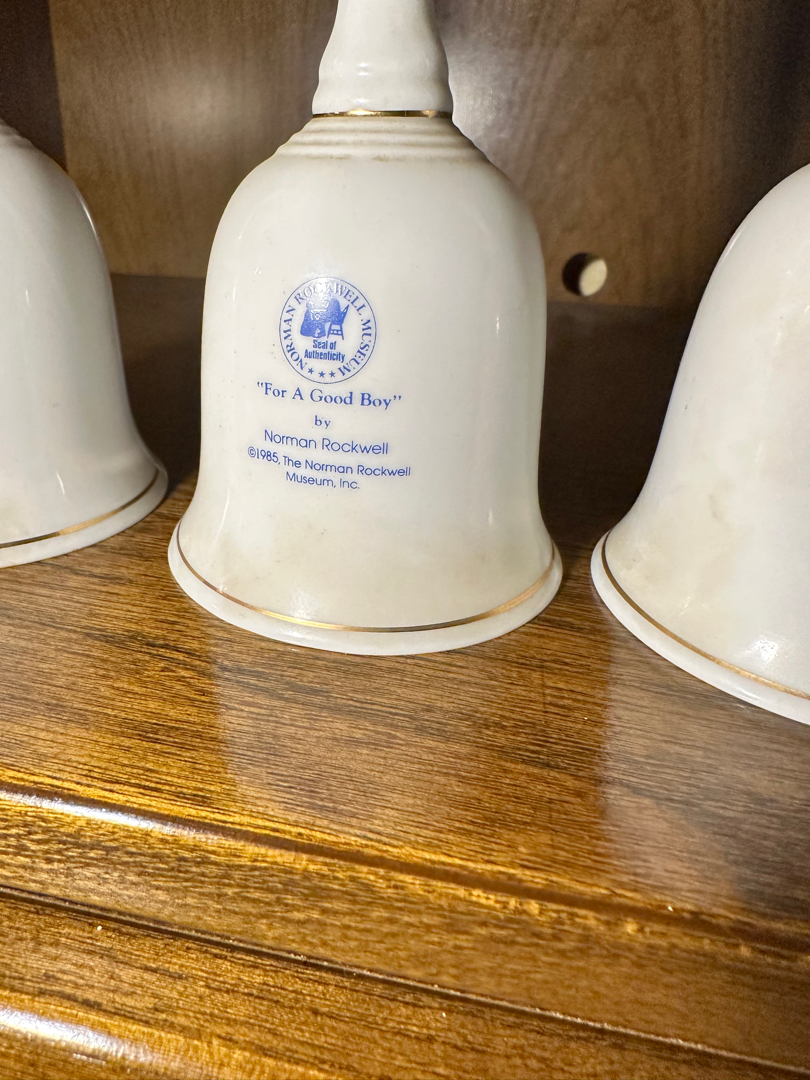 NORMAN ROCKWELL MUSEUM
Seal of
Authenticity
"For A Good Boy"
by
Norman Rockwell
©1985, The Norman Rockwell
Museum, Inc.